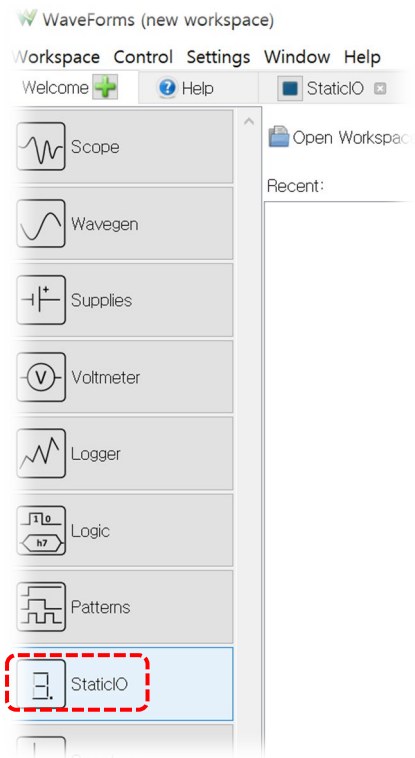 WaveForms (new workspace)
Workspace Control Settings Window Help
Welcome Help StaticIO
Scope
Open Workspac
Recent:
Wavegen
Supplies
Voltmeter
Logger
1 0
h7
Logic
Patterns
StaticIO